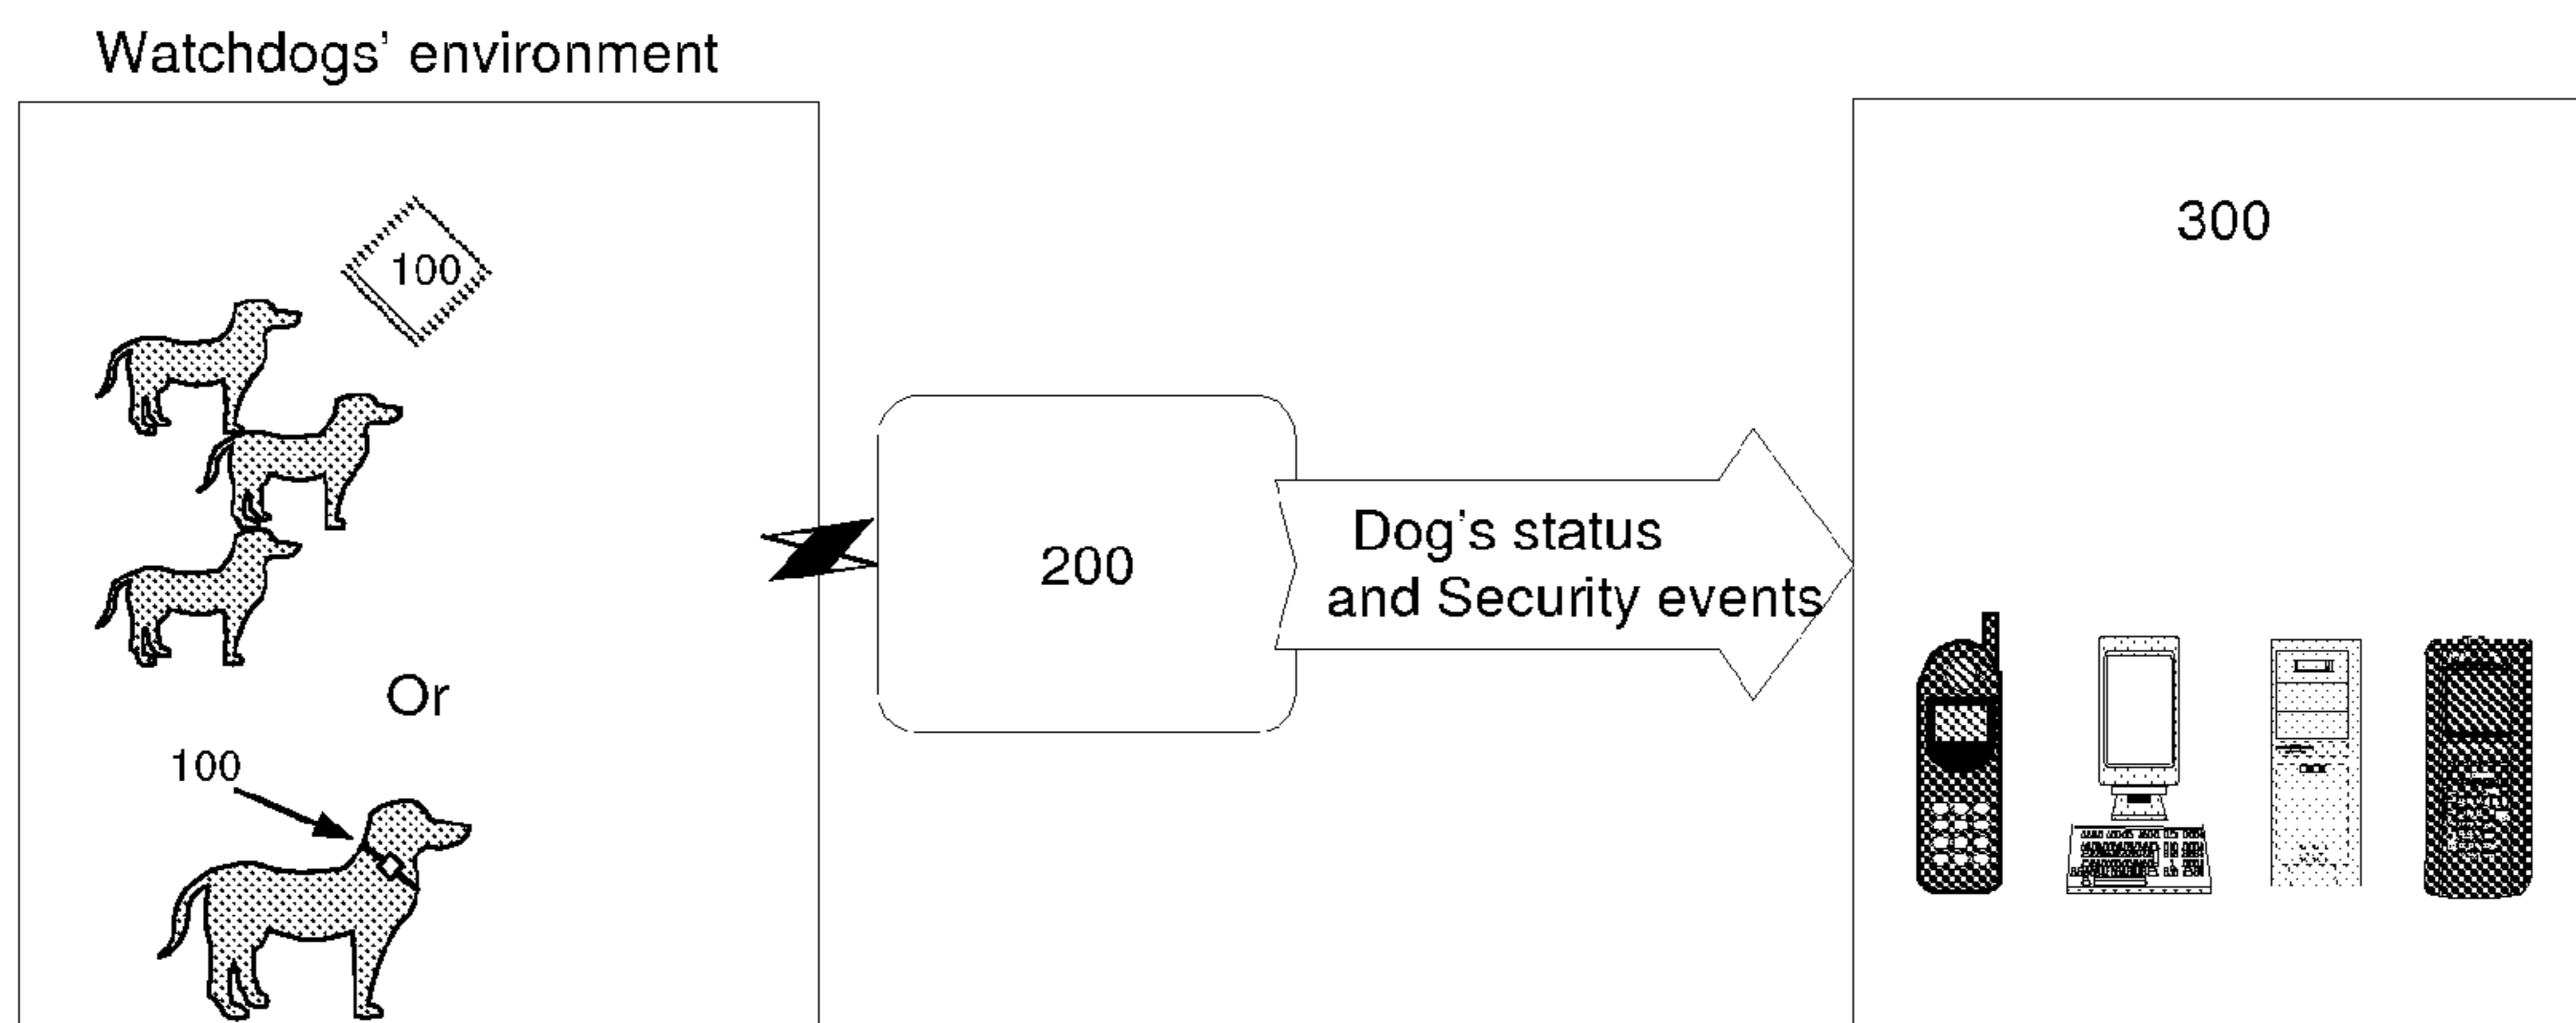 Watchdogs' environment
100
Or
100
200
Dog's status
and Security events
300